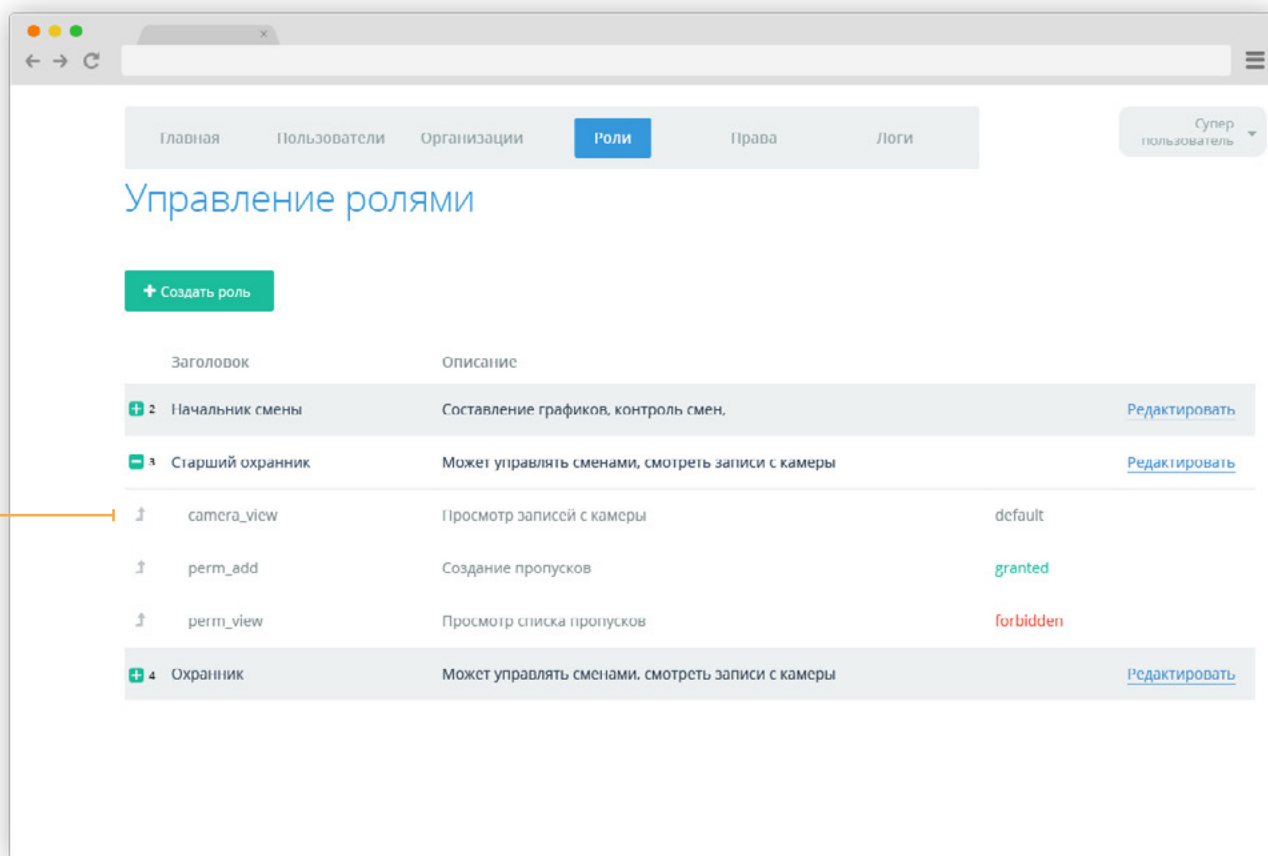 Главная Пользователи Организации Роли Права Логи
Супер
пользователь
Управление ролями
Создать роль
Заголовок Описание
2 Начальник смены Составление графиков, контроль смен, Редактировать
3 Старший охранник Может управлять сменами, смотреть записи с камеры Редактировать
camera_view Просмотр записей с камеры default
perm_add Создание пропусков granted
perm_view Просмотр списка пропусков forbidden
4 Охранник Может управлять сменами, смотреть записи с камеры Редактировать